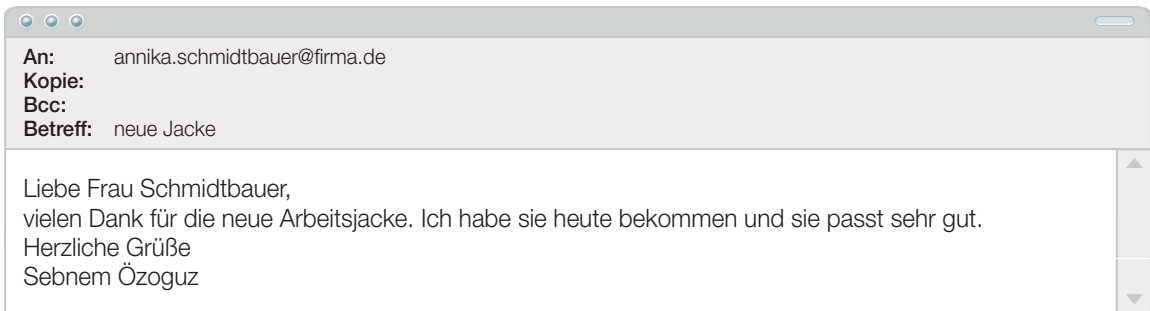 An: annika.schmidtbauer@firma.de
Kopie:
Bcc:
Betreff: neue Jacke
Liebe Frau Schmidtbauer,
vielen Dank für die neue Arbeitsjacke. Ich habe sie heute bekommen und sie passt sehr gut.
Herzliche Grüße
Sebnem Özoguz